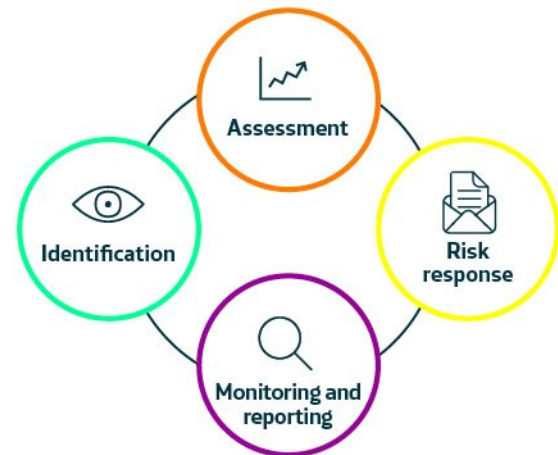 Assessment
Identification
Risk
response
Monitoring and
reporting